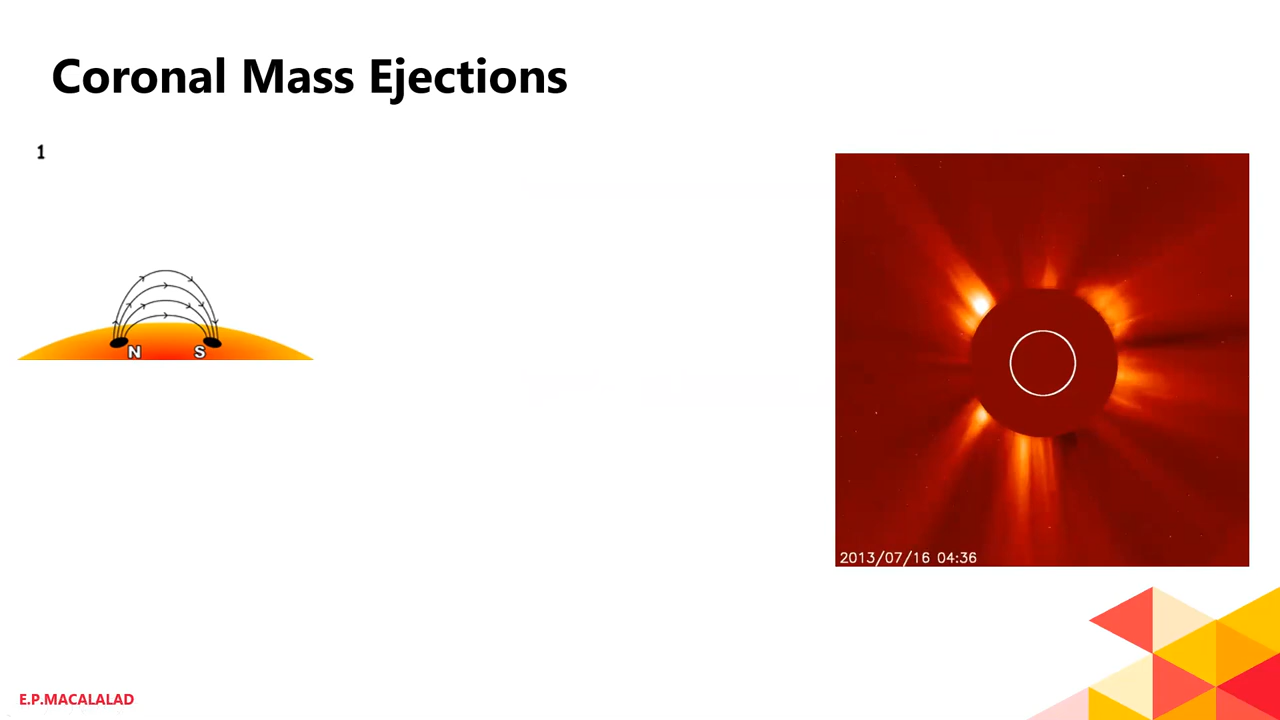 Coronal Mass Ejections
1
N
S
2013/07/16 04:36
E.P.MACALALAD